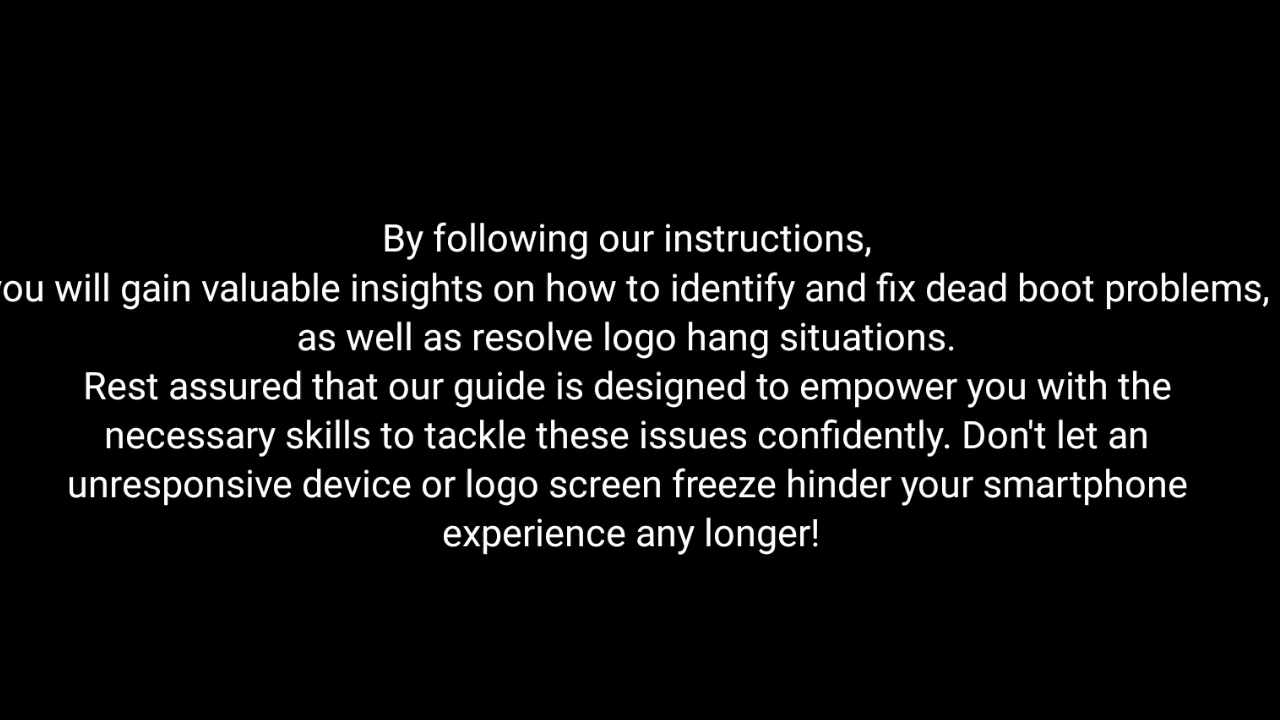 By following our instructions,
you will gain valuable insights on how to identify and fix dead boot problems,
as well as resolve logo hang situations.
Rest assured that our guide is designed to empower you with the
necessary skills to tackle these issues confidently. Don't let an
unresponsive device or logo screen freeze hinder your smartphone
experience any longer!